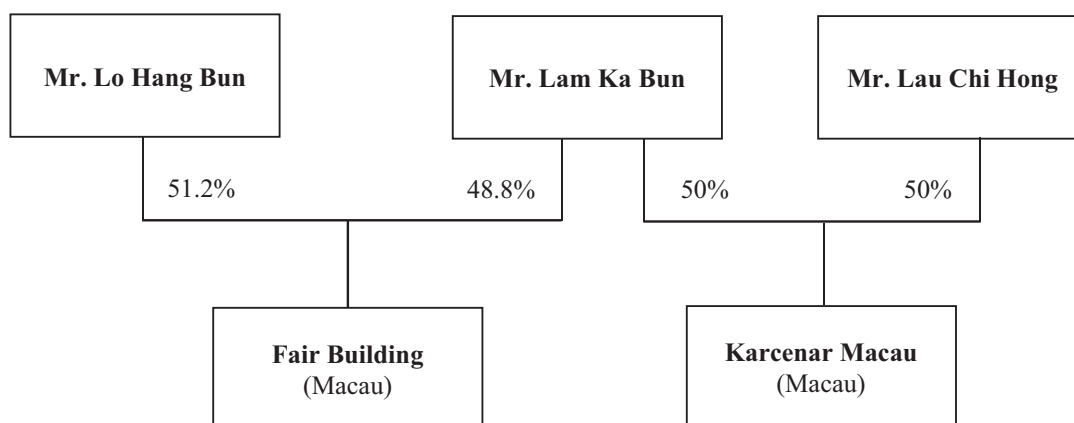 Mr. Lo Hang Bun
Mr. Lam Ka Bun
Mr. Lau Chi Hong
51.2%
48.8%
50%
50%
Fair Building
(Macau)
Karcenar Macau
(Macau)